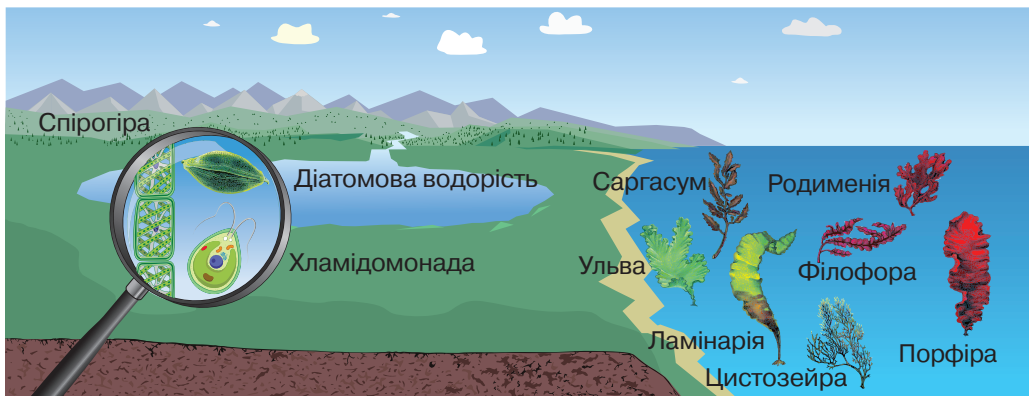 Спірогіра
Діатомова водорість
Хламідомонада
Саргасум
Родименія
Ульва
Філофора
Ламінарія
Порфіра
Цистозейра